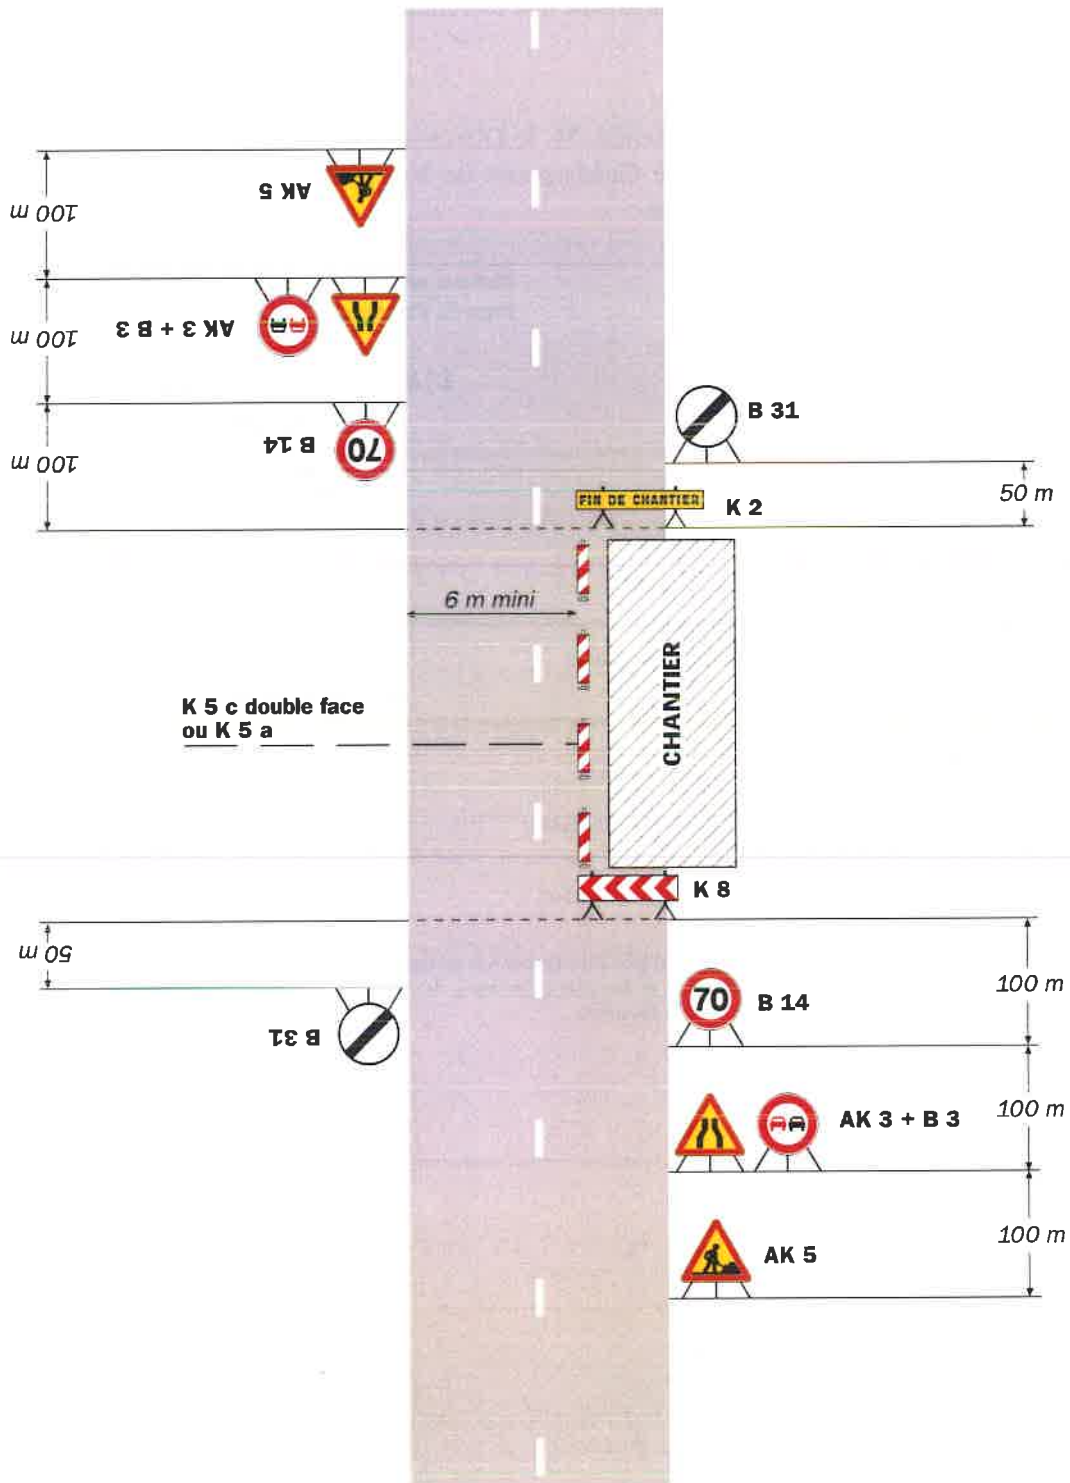 AK 5
100 m
AK 3 + B 3
100 m
B 14
70
100 m
B 31
FIN DE CHANTIER
K 2
50 m
6 m mini
CHANTIER
K 5 c double face
ou K 5 a
K 8
50 m
B 31
70
B 14
100 m
AK 3 + B 3
100 m
AK 5
100 m